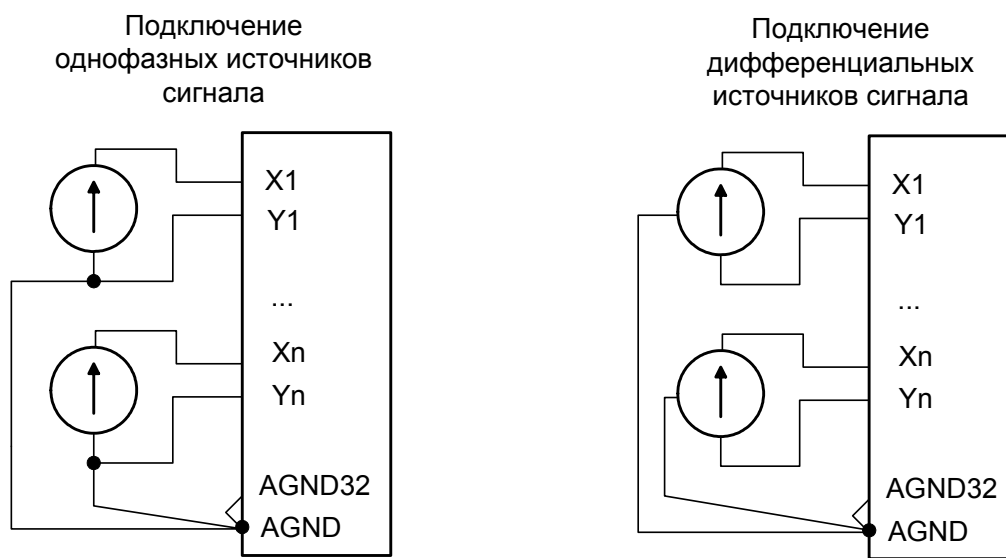 Подключение
однофазных источников
сигнала
X1
Y1
...
Xn
Yn
AGND32
AGND
Подключение
дифференциальных
источников сигнала
X1
Y1
...
Xn
Yn
AGND32
AGND